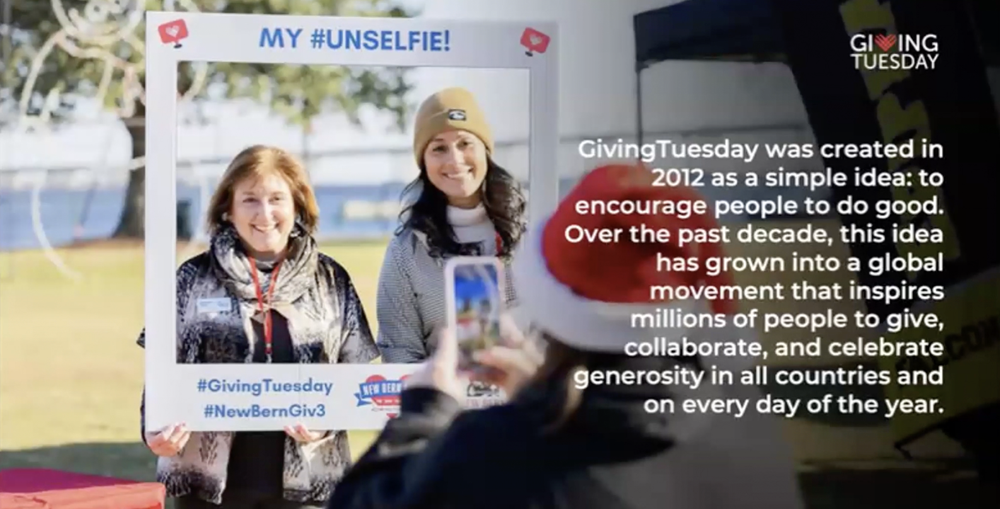 MY #UNSELFIE!
#GivingTuesday
#NewBernGiv3
NEW BERN
GIVING
TUESDAY
GivingTuesday was created in
2012 as a simple idea: to
encourage people to do good.
Over the past decade, this idea
has grown into a global
movement that inspires
millions of people to give,
collaborate, and celebrate
generosity in all countries and
on every day of the year.